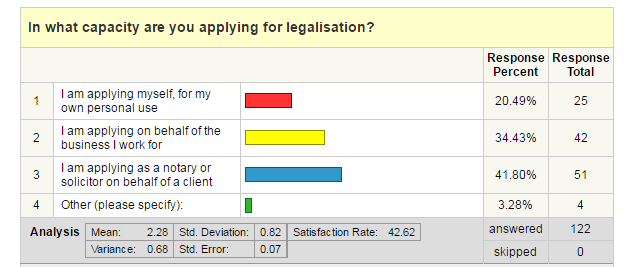 In what capacity are you applying for legalisation?
Response Percent Response Total
1 I am applying myself, for my own personal use 20.49% 25
2 I am applying on behalf of the business I work for 34.43% 42
3 I am applying as a notary or solicitor on behalf of a client 41.80% 51
4 Other (please specify): 3.28% 4
Analysis Mean: 2.28 Std. Deviation: 0.82 Satisfaction Rate: 42.62 answered 122
Variance: 0.68 Std. Error: 0.07 skipped 0